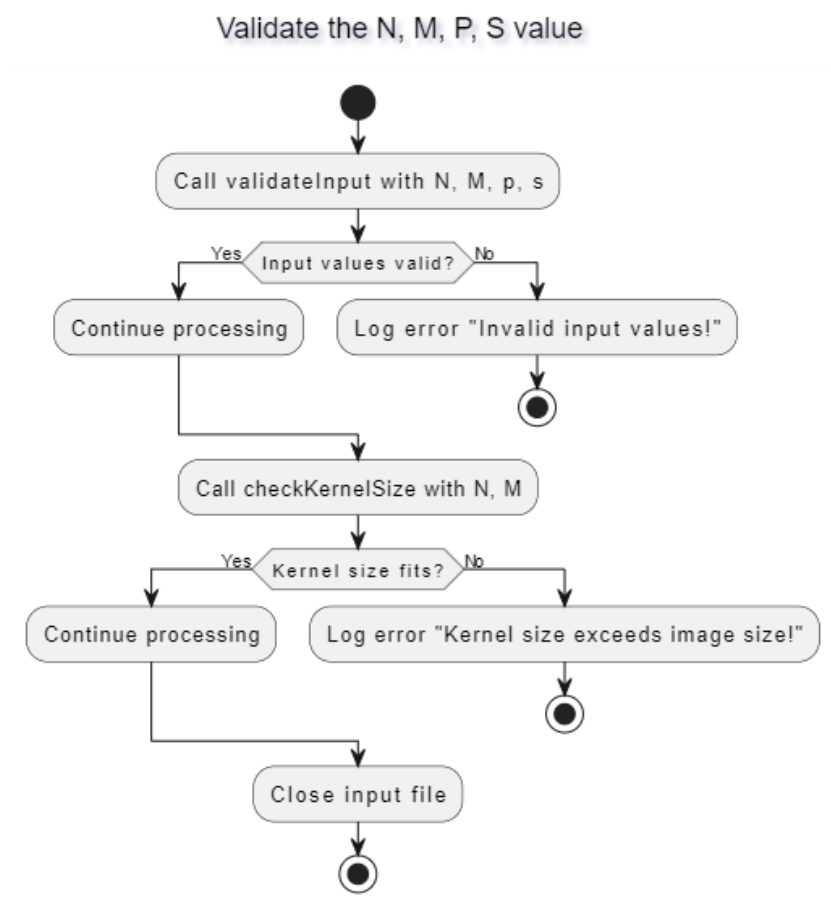 Validate the N, M, P, S value
Call validateInput with N, M, p, s
Yes
Input values valid?
No
Continue processing
Log error "Invalid input values!"
Call checkKernelSize with N, M
Yes
Kernel size fits?
No
Continue processing
Log error "Kernel size exceeds image size!"
Close input file